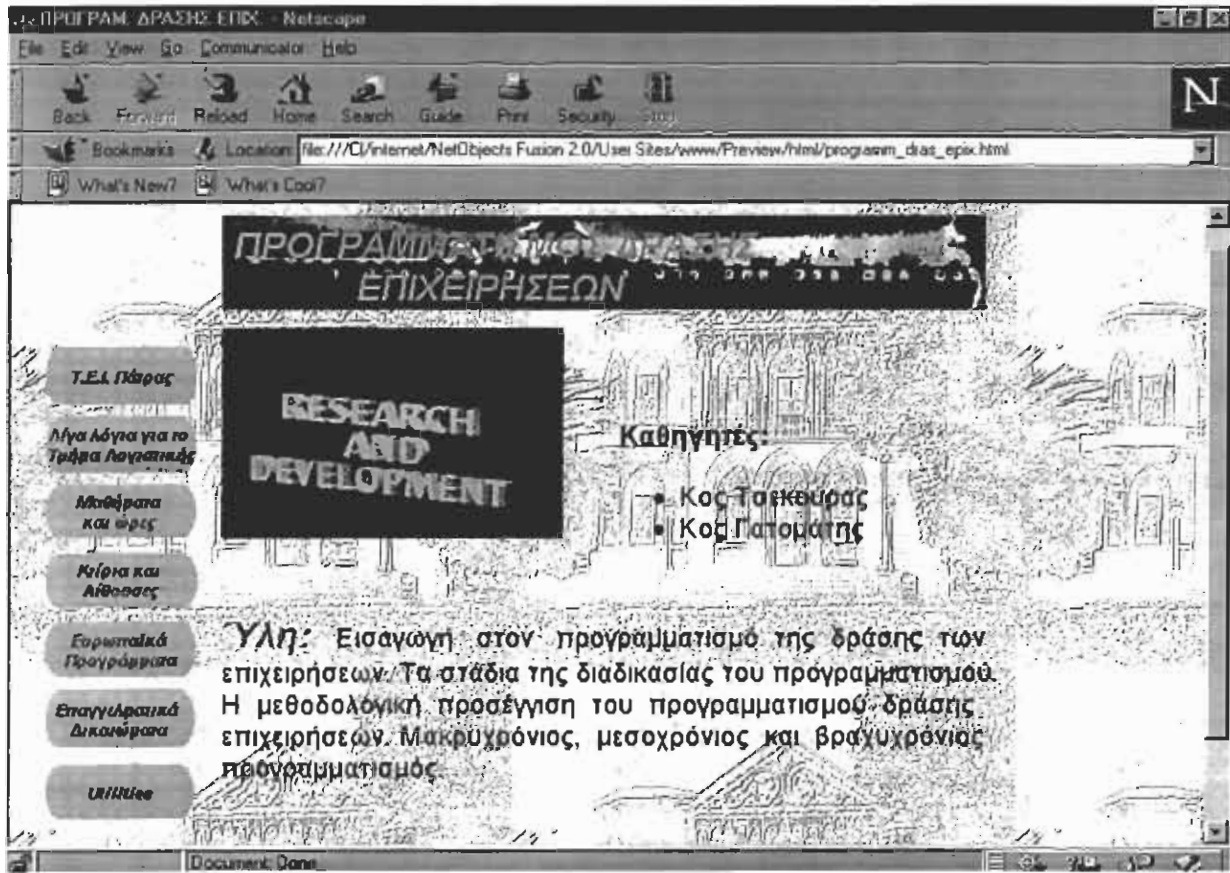 ΠΡΟΓΡΑΜ. ΔΡΑΣΗΣ ΕΠΙΧ. - Netscape
File Edit View Go Communicator Help
Back Forward Reload Home Search Guide Print Security Stop
N
Bookmarks Location: file:///C|/internet/NetObjects Fusion 2.0/User Sites/www/Preview/html/programm_dras_epix.html
What's New? What's Cool?
ΕΠΙΧΕΙΡΗΣΕΩΝ
RESEARCH
AND
DEVELOPMENT
Καθηγητές:
• Κος Τσεκουρας
• Κος Γατομάτης
Τ.Ε.Ι. Πάτρας
Λίγα Λόγια για το
Τμήμα Λογιστικής
Μαθήματα
και ώρες
Κτίρια και
Αίθουσες
Ευρωπαϊκά
Προγράμματα
Επαγγελματικά
Δικαιώματα
Utilities
Ύλη: Εισαγωγή στον προγραμματισμό της δράσης των
επιχειρήσεων. Τα στάδια της διαδικασίας του προγραμματισμού.
Η μεθοδολογική προσέγγιση του προγραμματισμού δράσης
επιχειρήσεων. Μακρυχρόνιος, μεσοχρόνιος και βραχυχρόνιος
προγραμματισμός.
Document: Done